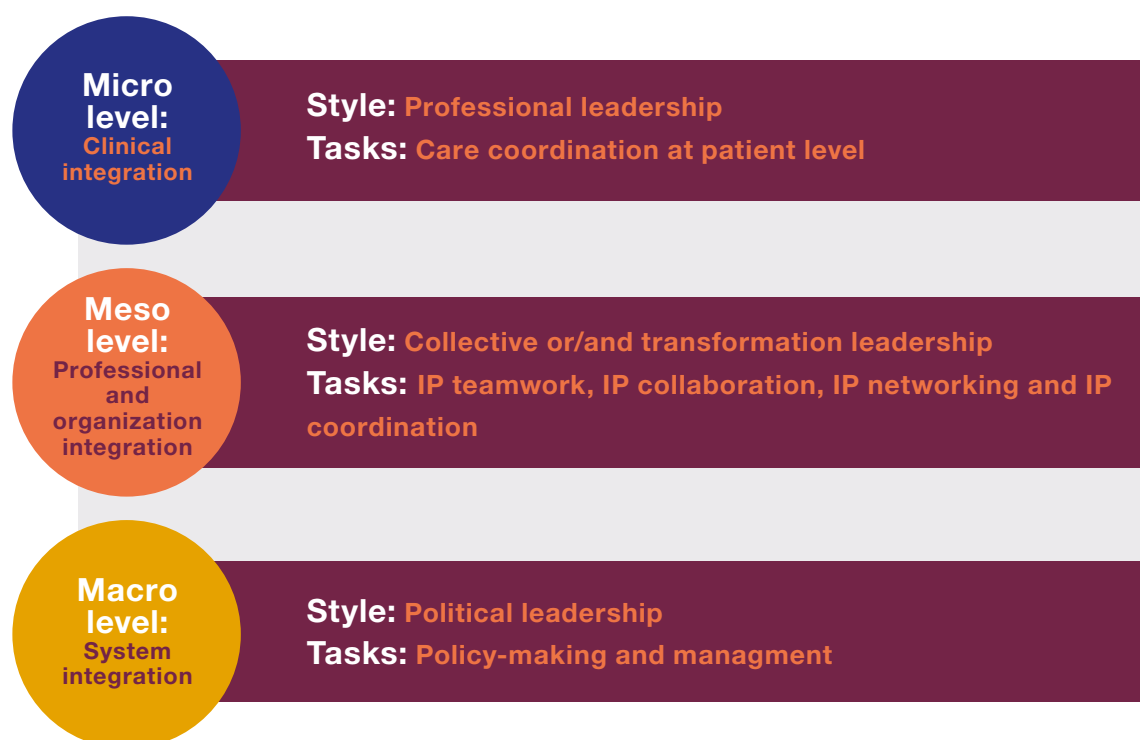 Micro
level:
Clinical
integration
Style: Professional leadership
Tasks: Care coordination at patient level
Meso
level:
Professional
and
organization
integration
Style: Collective or/and transformation leadership
Tasks: IP teamwork, IP collaboration, IP networking and IP
coordination
Macro
level:
System
integration
Style: Political leadership
Tasks: Policy-making and managment